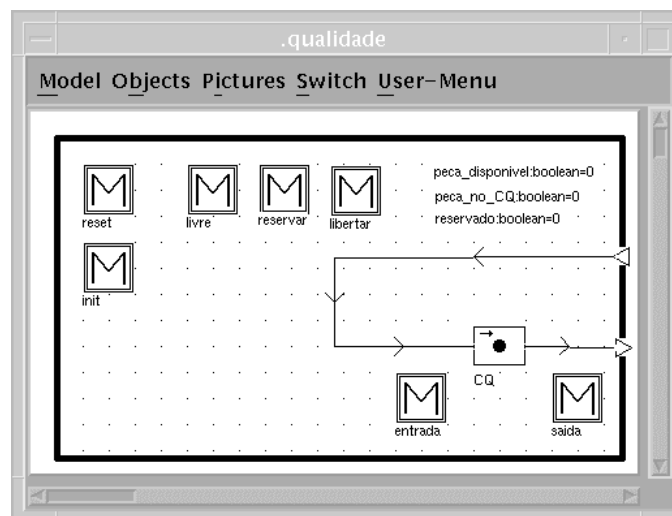 .qualidade
Model Objects Pictures Switch User-Menu
peca_disponivel:boolean=0
peca_no_CQ:boolean=0
reservado:boolean=0
reset
livre
reservar
libertar
init
CQ
entrada
saida